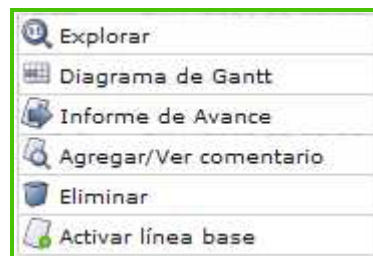 Explorar
Diagrama de Gantt
Informe de Avance
Agregar/Ver comentario
Eliminar
Activar línea base